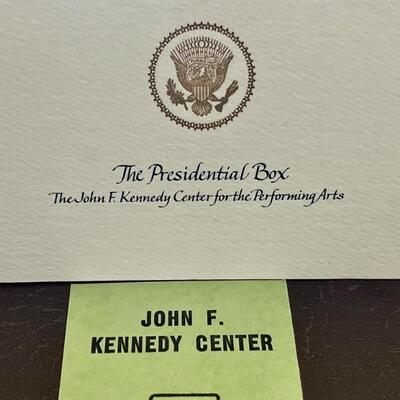 The Presidential Box
The John F. Kennedy Center for the Performing Arts
JOHN F.
KENNEDY CENTER